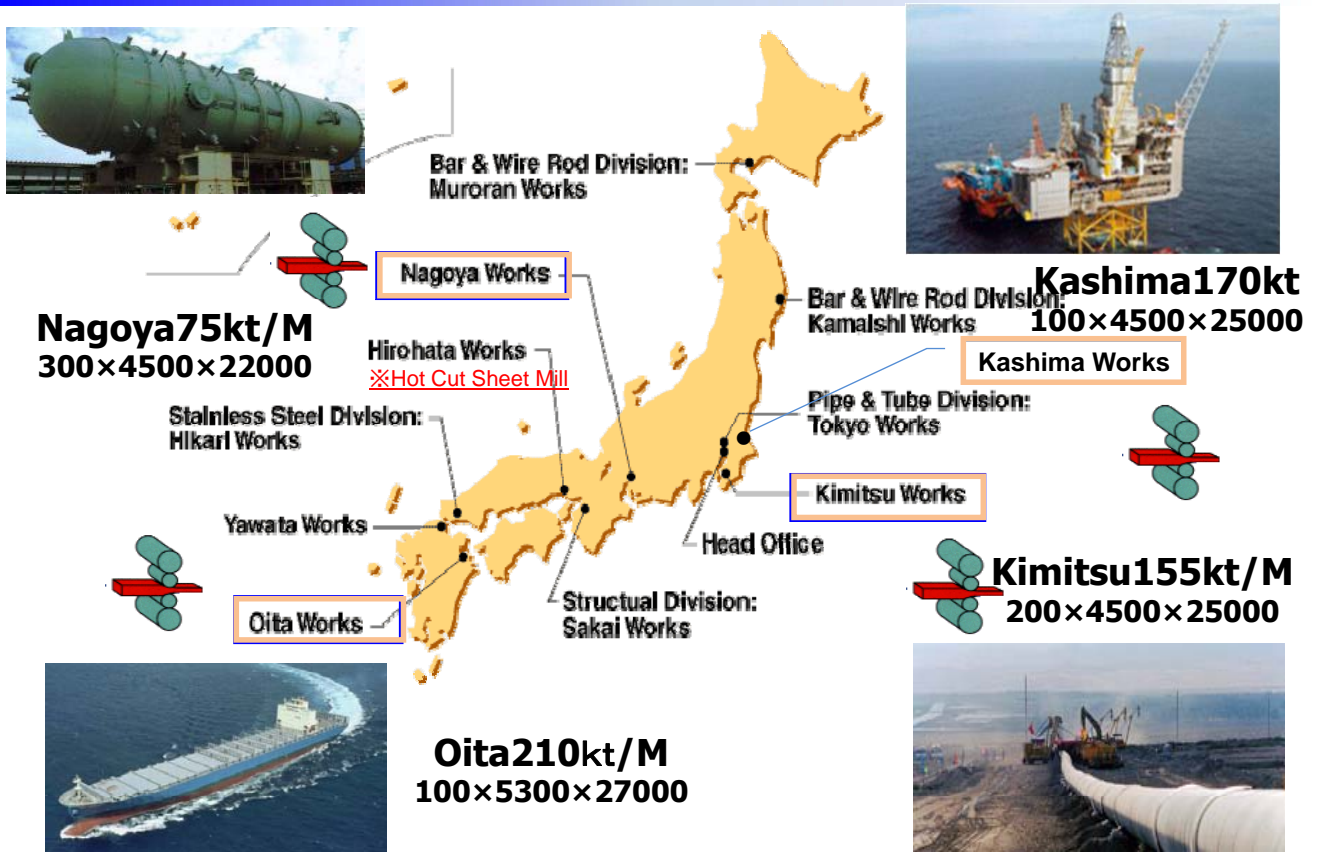 Bar & Wire Rod Division:
Muroran Works
Nagoya Works
Nagoya75kt/M
300×4500×22000
Kashima170kt
100×4500×25000
Bar & Wire Rod Division:
Kamaishi Works
Kashima Works
Hirohata Works
※Hot Cut Sheet Mill
Stainless Steel Division:
Hikari Works
Pipe & Tube Division:
Tokyo Works
Kimitsu Works
Yawata Works
Head Office
Kimitsu155kt/M
200×4500×25000
Oita Works
Structual Division:
Sakai Works
Oita210kt/M
100×5300×27000